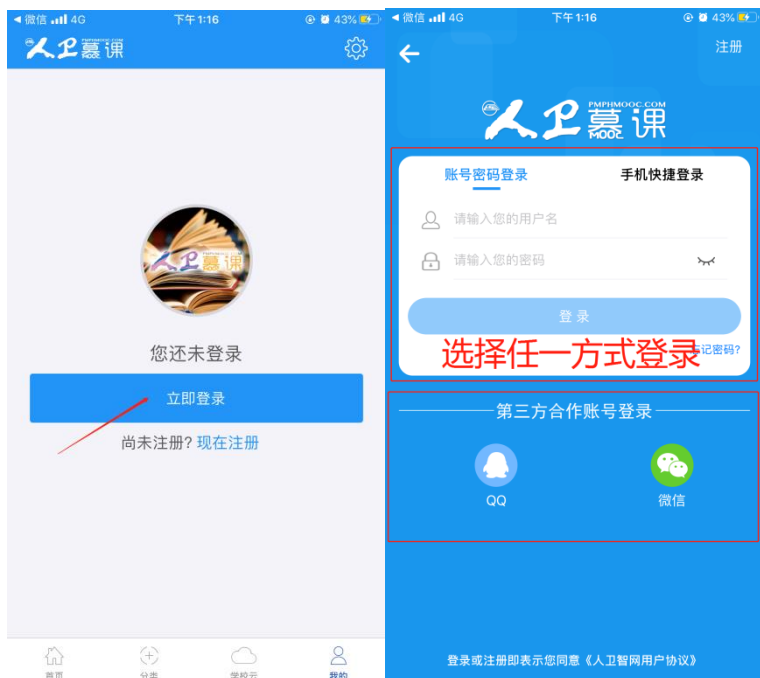 微信 4G
下午1:16
43%
人卫慕课
人卫慕课
您还未登录
立即登录
尚未注册? 现在注册
首页
分类
学校云
我的
微信 4G
下午1:16
43%
注册
人卫慕课
PMPHMOOC.COM
MOOC
账号密码登录
手机快捷登录
请输入您的用户名
请输入您的密码
登 录
选择任一方式登录
记密码?
第三方合作账号登录
QQ
微信
登录或注册即表示您同意《人卫智网用户协议》